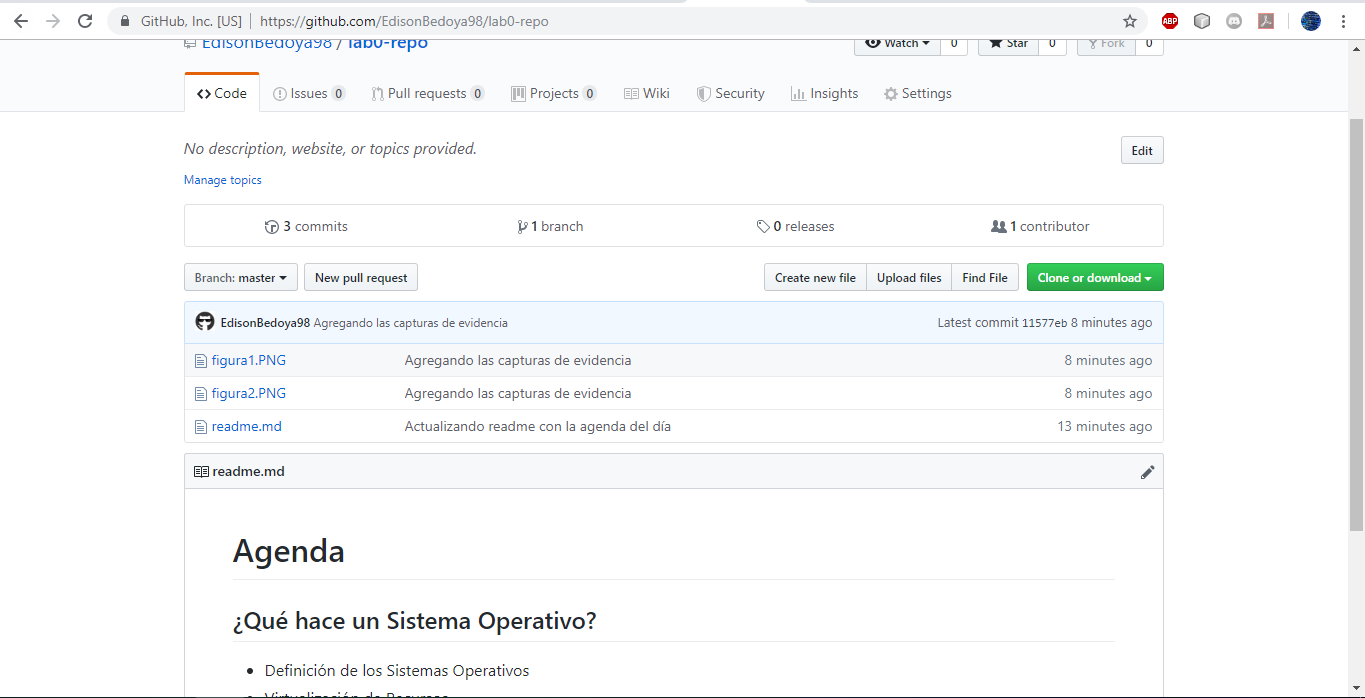 GitHub, Inc. [US] | https://github.com/EdisonBedoya98/lab0-repo
ABP
EdisonBedoya98 / lab0-repo
Watch 0 Star 0 Fork 0
Code Issues 0 Pull requests 0 Projects 0 Wiki Security Insights Settings
No description, website, or topics provided.
Edit
Manage topics
3 commits 1 branch 0 releases 1 contributor
Branch: master New pull request Create new file Upload files Find File Clone or download
EdisonBedoya98 Agregando las capturas de evidencia Latest commit 11577eb 8 minutes ago
figura1.PNG Agregando las capturas de evidencia 8 minutes ago
figura2.PNG Agregando las capturas de evidencia 8 minutes ago
readme.md Actualizando readme con la agenda del día 13 minutes ago
readme.md
Agenda
¿Qué hace un Sistema Operativo?
• Definición de los Sistemas Operativos
• Virtualización de Recursos